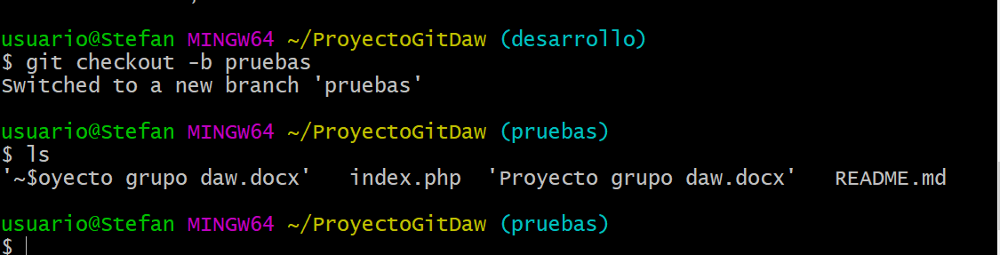 usuario@Stefan MINGW64 ~/ProyectoGitDaw (desarrollo)
$ git checkout -b pruebas
Switched to a new branch 'pruebas'
usuario@Stefan MINGW64 ~/ProyectoGitDaw (pruebas)
$ ls
'~$oyecto grupo daw.docx'   index.php  'Proyecto grupo daw.docx'   README.md
usuario@Stefan MINGW64 ~/ProyectoGitDaw (pruebas)
$